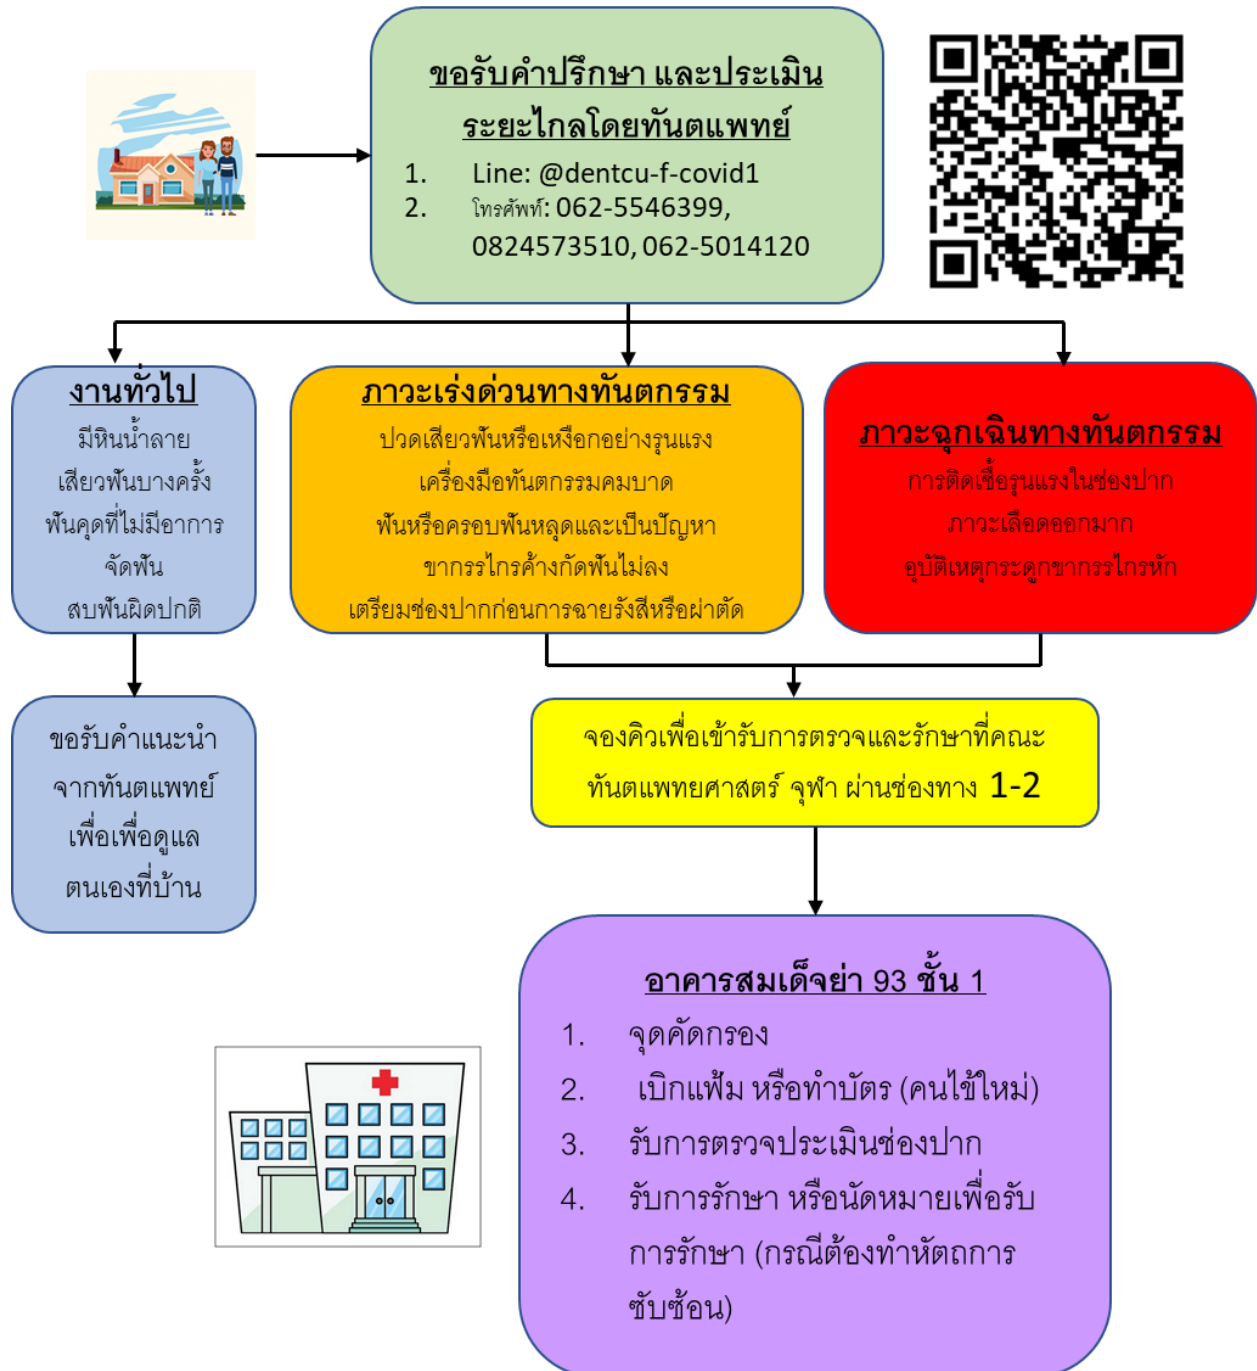 ขอรับคำปรึกษา และประเมิน
ระยะไกลโดยทันตแพทย์
1. Line: @dentcu-f-covid1
2. โทรศัพท์: 062-5546399,
0824573510, 062-5014120
งานทั่วไป
มีหินน้ำลาย
เสียวฟันบางครั้ง
ฟันคุดที่ไม่มีอาการ
จัดฟัน
สบฟันผิดปกติ
ภาวะเร่งด่วนทางทันตกรรม
ปวดเสียวฟันหรือเหงือกอย่างรุนแรง
เครื่องมือทันตกรรมคมบาด
ฟันหรือครอบฟันหลุดและเป็นปัญหา
ขากรรไกรค้างกัดฟันไม่ลง
เตรียมช่องปากก่อนการฉายรังสีหรือผ่าตัด
ภาวะฉุกเฉินทางทันตกรรม
การติดเชื้อรุนแรงในช่องปาก
ภาวะเลือดออกมาก
อุบัติเหตุกระดูกขากรรไกรหัก
ขอรับคำแนะนำ
จากทันตแพทย์
เพื่อเพื่อดูแล
ตนเองที่บ้าน
จองคิวเพื่อเข้ารับการตรวจและรักษาที่คณะ
ทันตแพทยศาสตร์ จุฬา ผ่านช่องทาง 1-2
อาคารสมเด็จย่า 93 ชั้น 1
1. จุดคัดกรอง
2. เบิกแฟ้ม หรือทำบัตร (คนไข้ใหม่)
3. รับการตรวจประเมินช่องปาก
4. รับการรักษา หรือนัดหมายเพื่อรับ
การรักษา (กรณีต้องทำหัตถการ
ซับซ้อน)